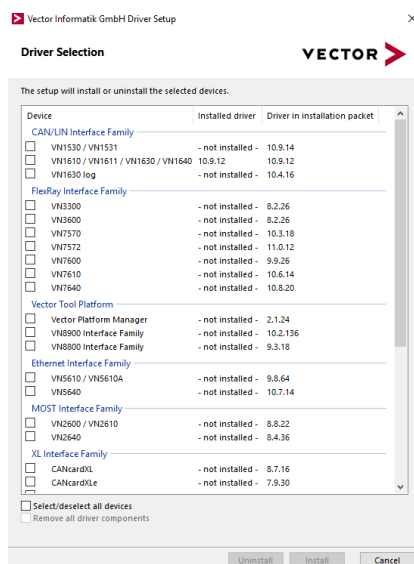 Vector Informatik GmbH Driver Setup
Driver Selection
VECTOR
The setup will install or uninstall the selected devices.
Device Installed driver Driver in installation packet
CAN/LIN Interface Family
VN1530 / VN1531 - not installed - 10.9.14
VN1610 / VN1611 / VN1630 / VN1640 10.9.12 10.9.12
VN1630 log - not installed - 10.4.16
FlexRay Interface Family
VN3300 - not installed - 8.2.26
VN3600 - not installed - 8.2.26
VN7570 - not installed - 10.3.18
VN7572 - not installed - 11.0.12
VN7600 - not installed - 9.9.26
VN7610 - not installed - 10.6.14
VN7640 - not installed - 10.8.20
Vector Tool Platform
Vector Platform Manager - not installed - 2.1.24
VN8900 Interface Family - not installed - 10.2.136
VN8800 Interface Family - not installed - 9.3.18
Ethernet Interface Family
VN5610 / VN5610A - not installed - 9.8.64
VN5640 - not installed - 10.7.14
MOST Interface Family
VN2600 / VN2610 - not installed - 8.8.22
VN2640 - not installed - 8.4.36
XL Interface Family
CANcardXL - not installed - 8.7.16
CANcardXLe - not installed - 7.9.30
Select/deselect all devices
Remove all driver components
Uninstall Install Cancel